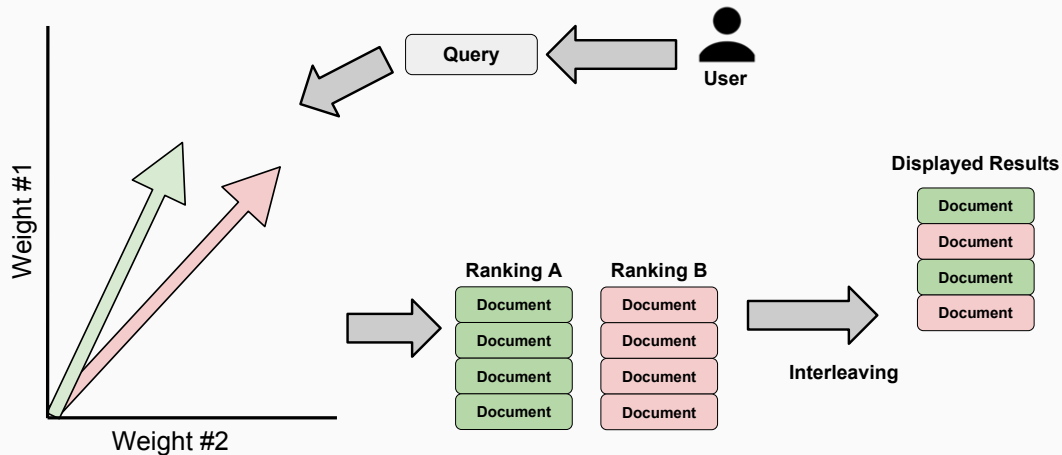 Query
User
Weight #1
Weight #2
Ranking A
Document
Document
Document
Document
Ranking B
Document
Document
Document
Document
Interleaving
Displayed Results
Document
Document
Document
Document